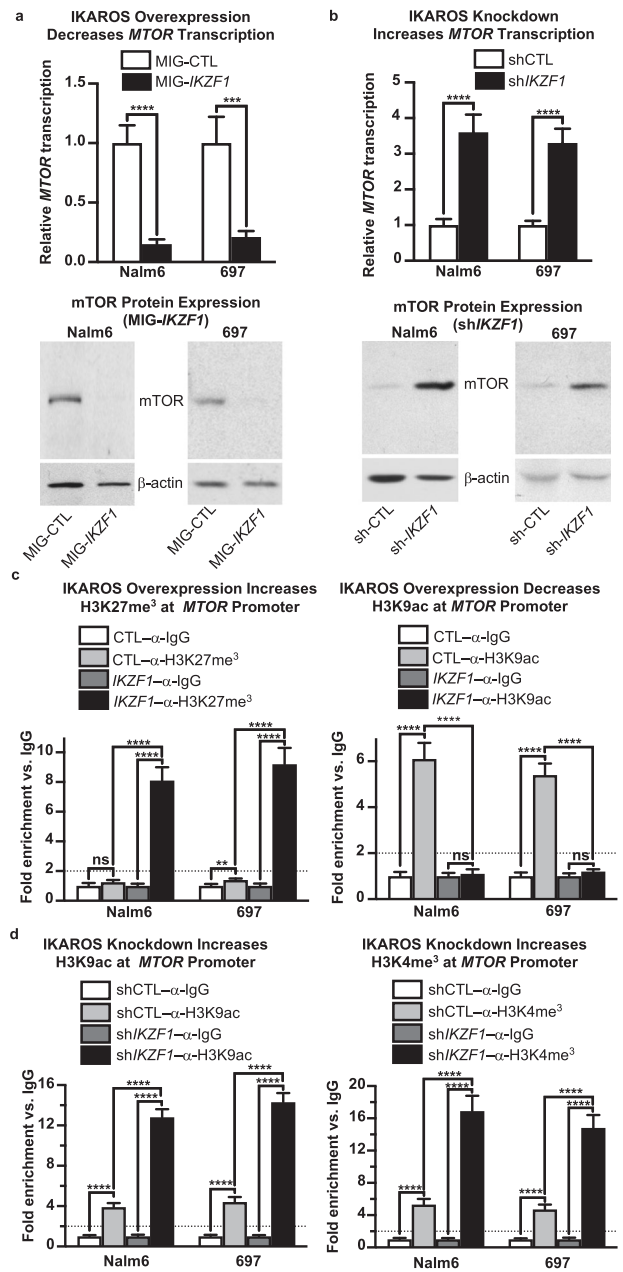 a
IKAROS Overexpression
Decreases MTOR Transcription
MIG-CTL
MIG-IKZF1
Relative MTOR transcription
1.5
1.0
0.5
0.0
****
***
Nalm6
697
mTOR Protein Expression
(MIG-IKZF1)
Nalm6
697
mTOR
β-actin
MIG-CTL
MIG-IKZF1
MIG-CTL
MIG-IKZF1
b
IKAROS Knockdown
Increases MTOR Transcription
shCTL
shIKZF1
Relative MTOR transcription
5
4
3
2
1
0
****
****
Nalm6
697
mTOR Protein Expression
(shIKZF1)
Nalm6
697
mTOR
β-actin
sh-CTL
sh-IKZF1
sh-CTL
sh-IKZF1
c
IKAROS Overexpression Increases
H3K27me³ at MTOR Promoter
CTL–α-IgG
CTL–α-H3K27me³
IKZF1–α-IgG
IKZF1–α-H3K27me³
Fold enrichment vs. IgG
10
8
6
4
2
0
ns
****
****
**
****
****
Nalm6
697
IKAROS Overexpression Decreases
H3K9ac at MTOR Promoter
CTL–α-IgG
CTL–α-H3K9ac
IKZF1–α-IgG
IKZF1–α-H3K9ac
Fold enrichment vs. IgG
6
4
2
0
****
****
ns
****
****
ns
Nalm6
697
d
IKAROS Knockdown Increases
H3K9ac at MTOR Promoter
shCTL–α-IgG
shCTL–α-H3K9ac
shIKZF1–α-IgG
shIKZF1–α-H3K9ac
Fold enrichment vs. IgG
16
12
8
4
0
****
****
****
****
****
****
Nalm6
697
IKAROS Knockdown Increases
H3K4me³ at MTOR Promoter
shCTL–α-IgG
shCTL–α-H3K4me³
shIKZF1–α-IgG
shIKZF1–α-H3K4me³
Fold enrichment vs. IgG
20
16
12
8
4
0
****
****
****
****
****
****
Nalm6
697